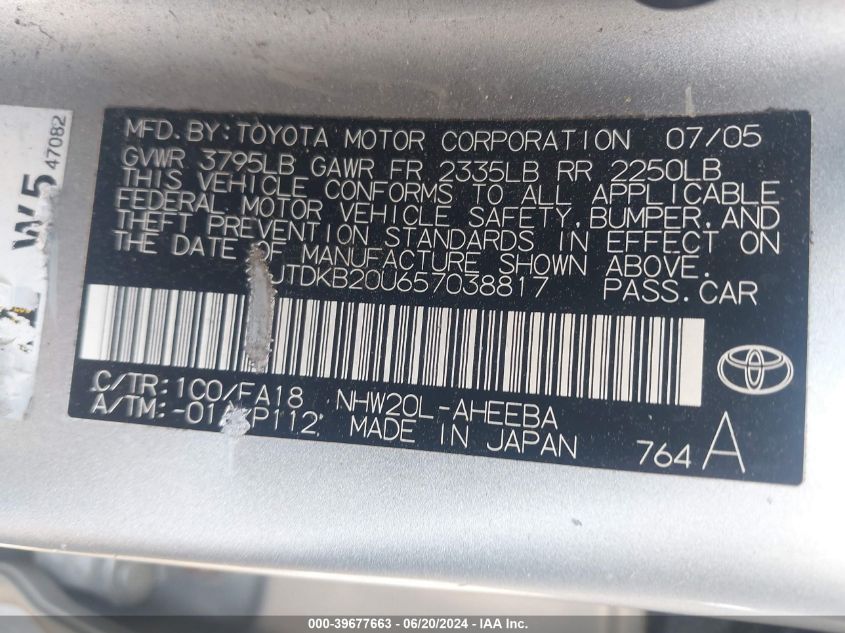 W5
47082
MFD. BY: TOYOTA MOTOR CORPORATION 07/05
GVWR 3795LB GAWR FR 2335LB RR 2250LB
THIS VEHICLE CONFORMS TO ALL APPLICABLE
FEDERAL MOTOR VEHICLE SAFETY, BUMPER, AND
THEFT PREVENTION STANDARDS IN EFFECT ON
THE DATE OF MANUFACTURE SHOWN ABOVE.
JTDKB20U657038817 PASS. CAR
C/TR: 1C0/FA18 NHW20L-AHEEBA
A/TM: MADE IN JAPAN
764 A
000-39677663 - 06/20/2024 - IAA Inc.